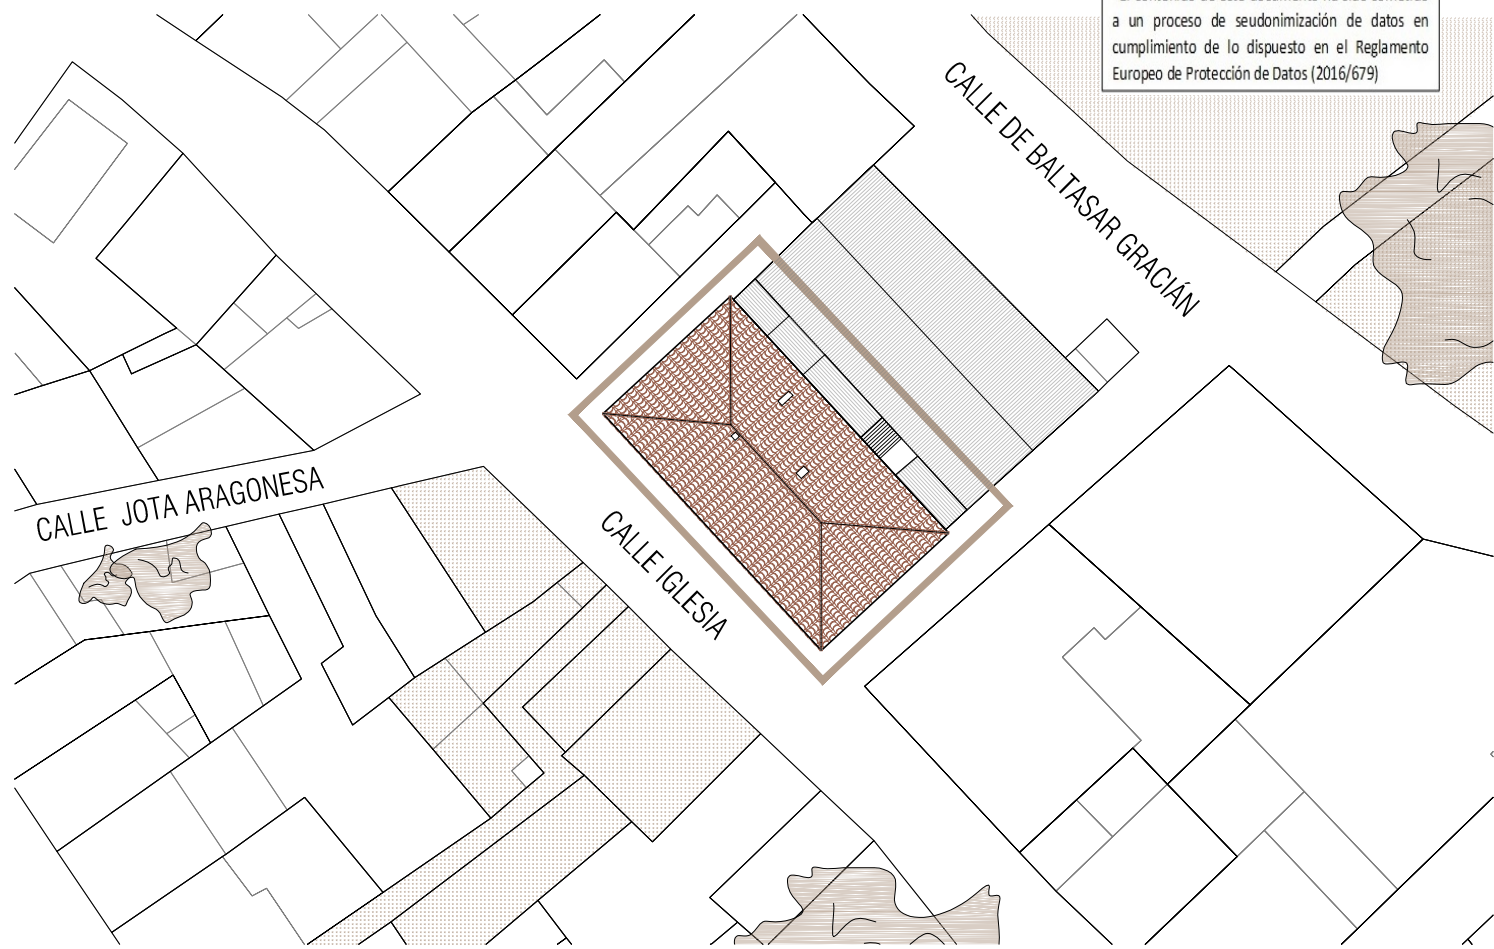 a un proceso de seudonimización de datos en
cumplimiento de lo dispuesto en el Reglamento
Europeo de Protección de Datos (2016/679)
CALLE DE BALTASAR GRACIÁN
CALLE JOTA ARAGONESA
CALLE IGLESIA